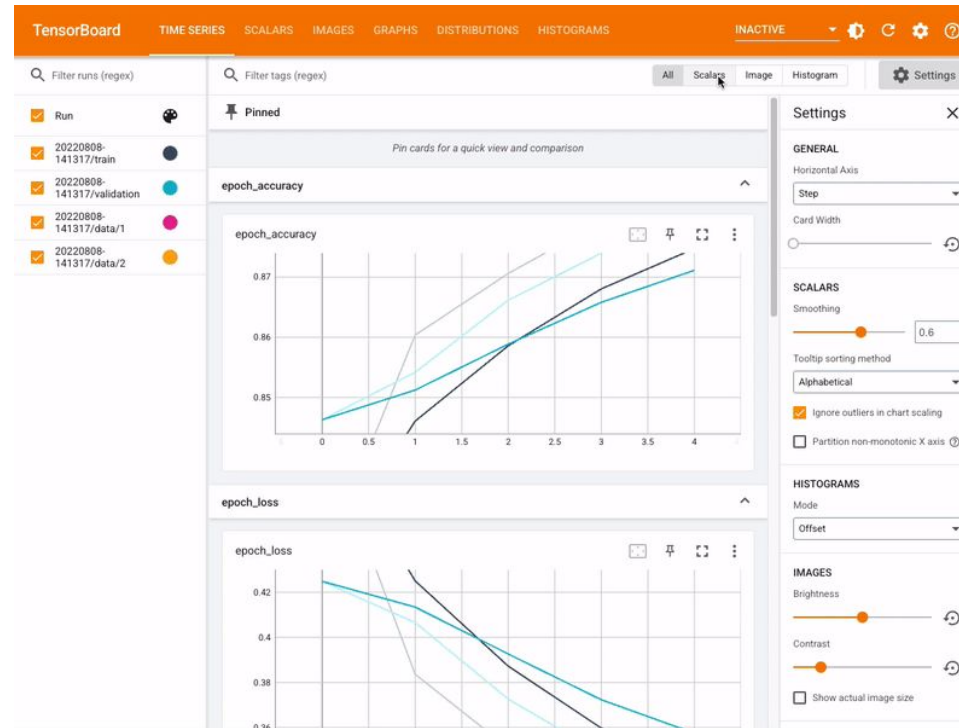 TensorBoard TIME SERIES SCALARS IMAGES GRAPHS DISTRIBUTIONS HISTOGRAMS INACTIVE
Filter runs (regex)
Filter tags (regex)
All Scalars Image Histogram
Settings
Run
20220808-
141317/train
20220808-
141317/validation
20220808-
141317/data/1
20220808-
141317/data/2
Pinned
Pin cards for a quick view and comparison
epoch_accuracy
epoch_accuracy
0.87
0.86
0.85
0 0.5 1 1.5 2 2.5 3 3.5 4
epoch_loss
epoch_loss
0.42
0.4
0.38
0.36
Settings
GENERAL
Horizontal Axis
Step
Card Width
SCALARS
Smoothing
0.6
Tooltip sorting method
Alphabetical
Ignore outliers in chart scaling
Partition non-monotonic X axis
HISTOGRAMS
Mode
Offset
IMAGES
Brightness
Contrast
Show actual image size